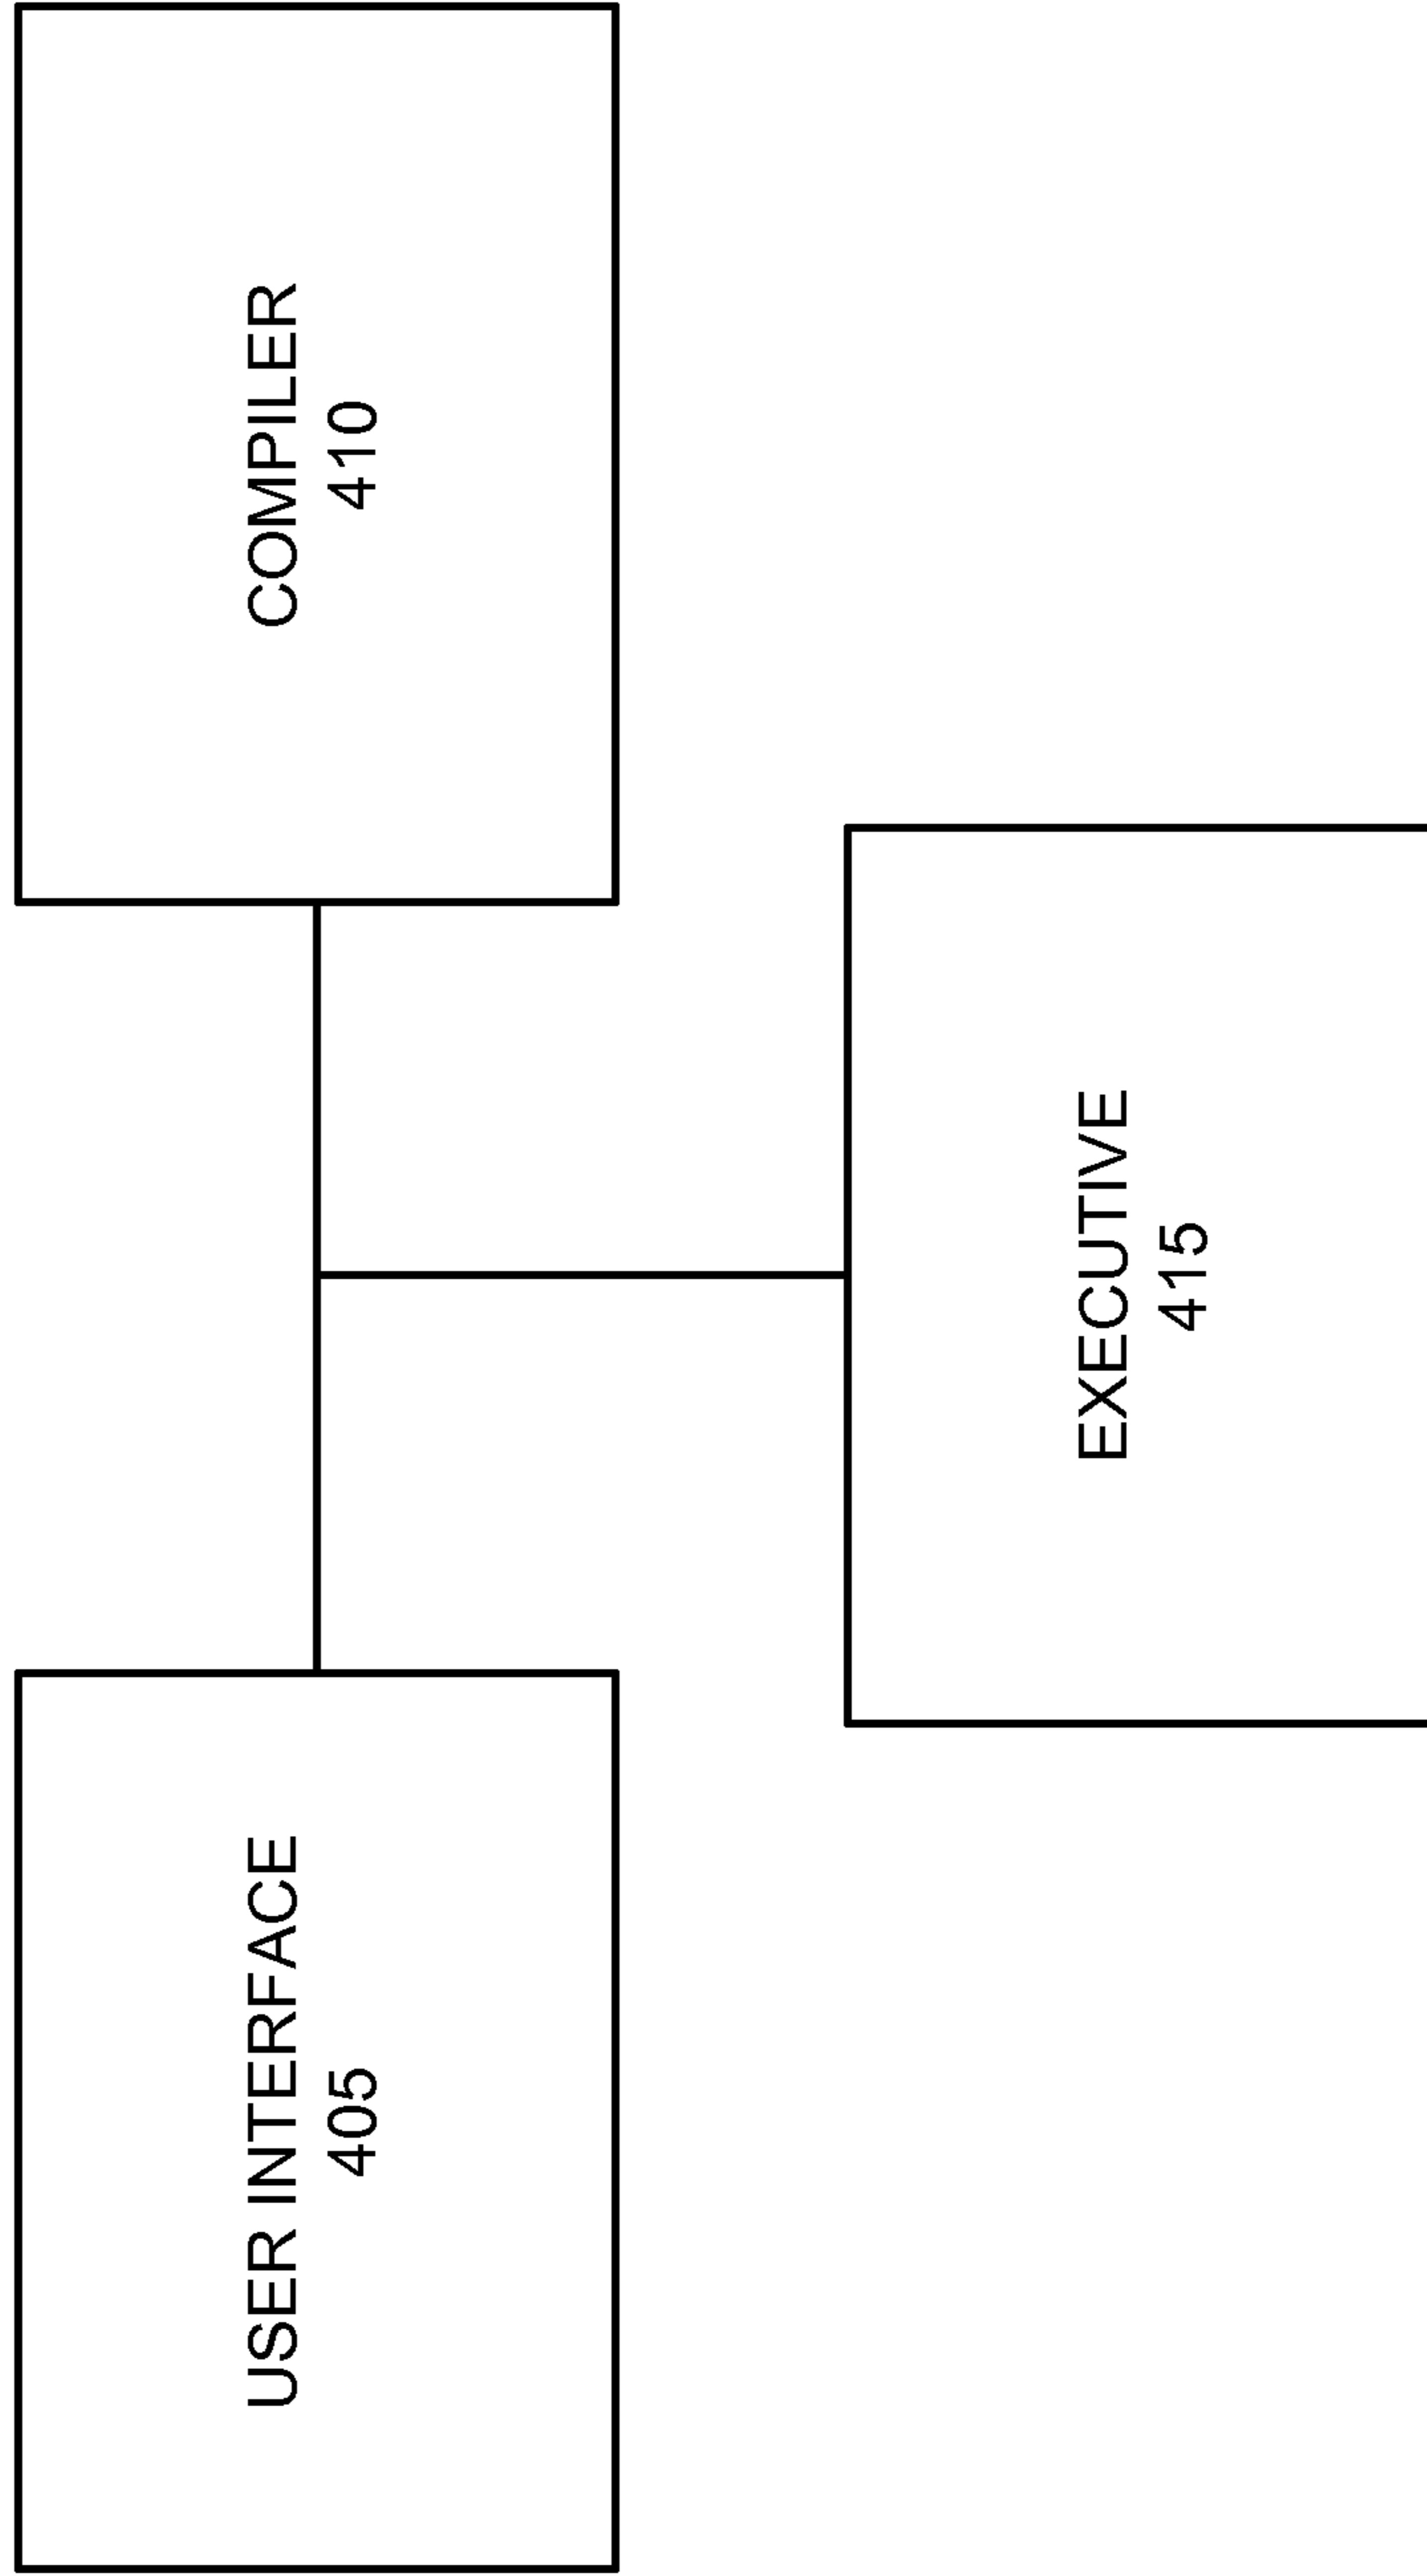 USER INTERFACE
405
COMPILER
410
EXECUTIVE
415